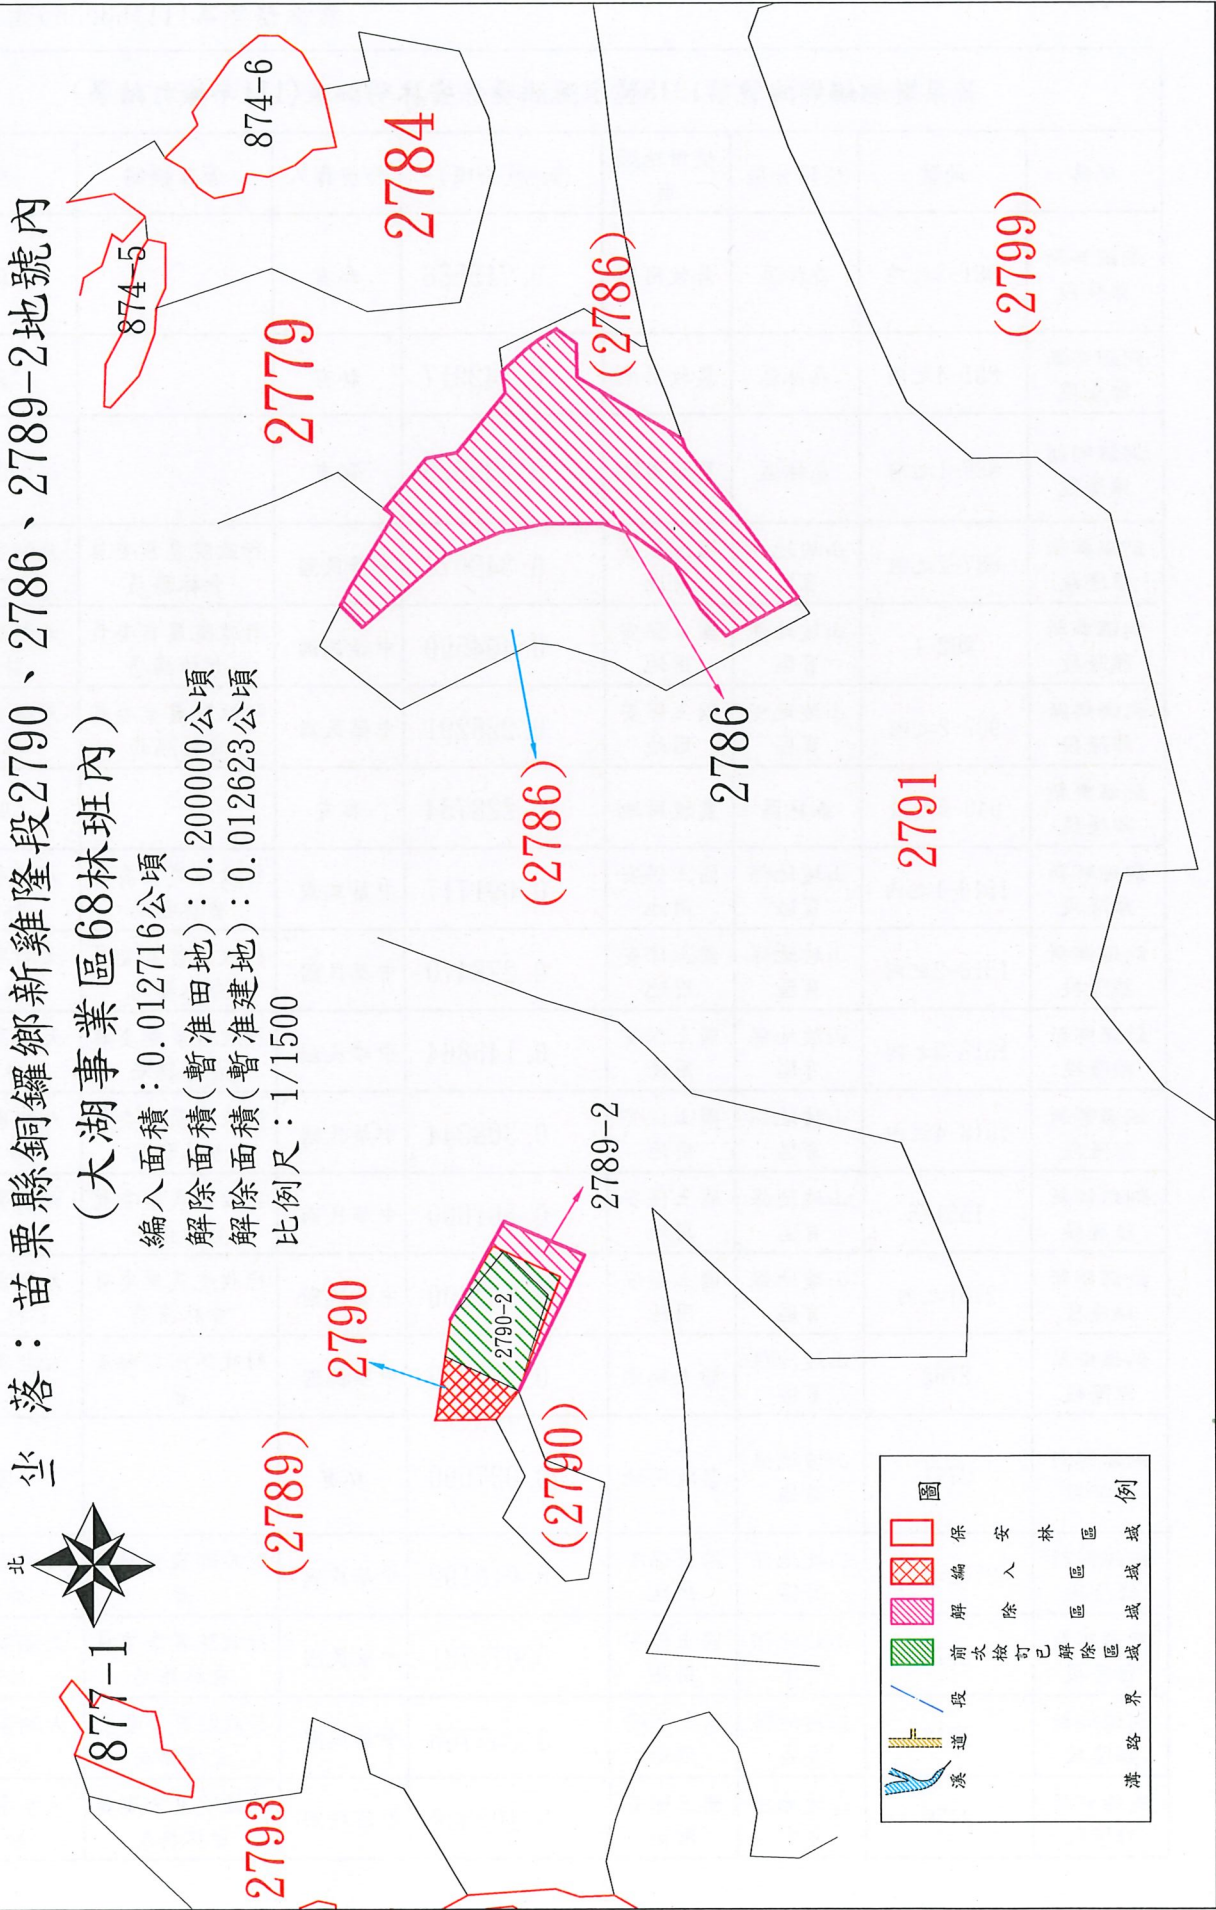 坐　落：苗栗縣銅鑼鄉新雞隆段2790、2786、2789-2地號內
(大湖事業區68林班內)
編入面積：0.012716公頃
解除面積(暫准田地)：0.200000公頃
解除面積(暫准建地)：0.012623公頃
比例尺：1/1500
北
877-1
874-5
874-6
2793
(2789)
2790
2779
2784
2790-2
(2790)
2789-2
(2786)
(2786)
2786
2791
(2799)
圖例
保安林區域
編入區域
解除區域
前次檢訂已解除區域
段界
道路
溪溝